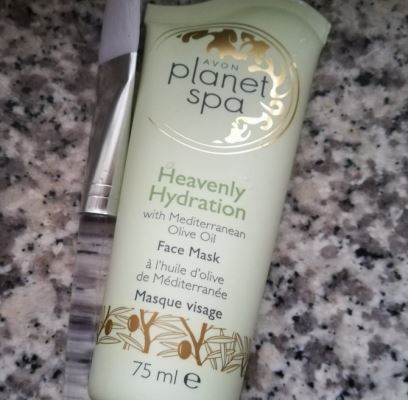 AVON
planet
spa
Heavenly
Hydration
with Mediterranean
Olive Oil
Face Mask
à l'huile d'olive
de Méditerranée
Masque visage
75 ml ℮